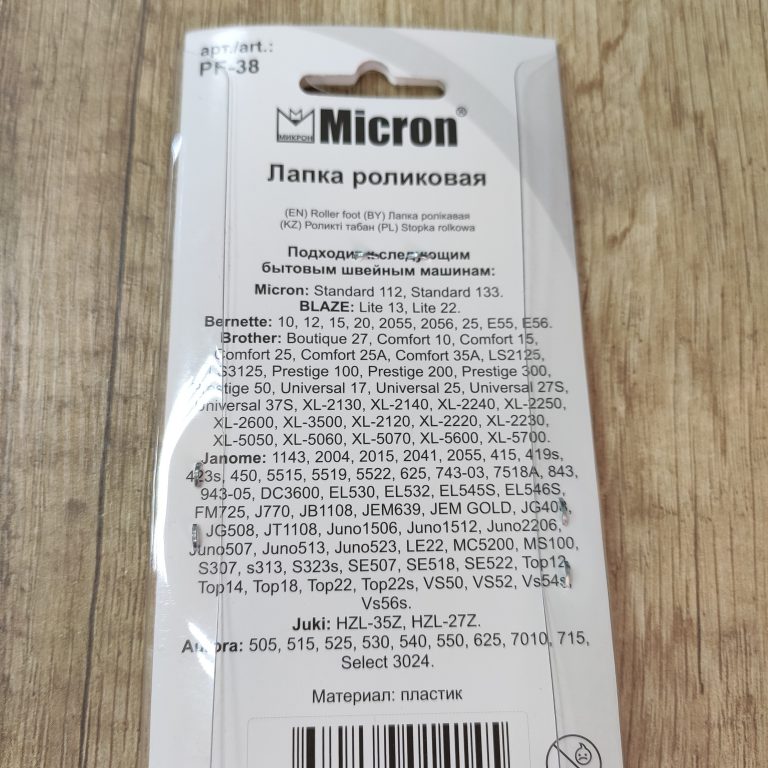 арт./art.:
PF-38
МИКРОН
Micron®
Лапка роликовая
(EN) Roller foot (BY) Лапка ролікавая
(KZ) Роликті табан (PL) Stopka rolkowa
Подходит следующим
бытовым швейным машинам:
Micron: Standard 112, Standard 133.
BLAZE: Lite 13, Lite 22.
Bernette: 10, 12, 15, 20, 2055, 2056, 25, E55, E56.
Brother: Boutique 27, Comfort 10, Comfort 15,
Comfort 25, Comfort 25A, Comfort 35A, LS2125,
LS3125, Prestige 100, Prestige 200, Prestige 300,
Prestige 50, Universal 17, Universal 25, Universal 27S,
Universal 37S, XL-2130, XL-2140, XL-2240, XL-2250,
XL-2600, XL-3500, XL-2120, XL-2220, XL-2230,
XL-5050, XL-5060, XL-5070, XL-5600, XL-5700.
Janome: 1143, 2004, 2015, 2041, 2055, 415, 419s,
423s, 450, 5515, 5519, 5522, 625, 743-03, 7518A, 843,
943-05, DC3600, EL530, EL532, EL545S, EL546S,
FM725, J770, JB1108, JEM639, JEM GOLD, JG408,
JG508, JT1108, Juno1506, Juno1512, Juno2206,
Juno507, Juno513, Juno523, LE22, MC5200, MS100,
S307, s313, S323s, SE507, SE518, SE522, Top12,
Top14, Top18, Top22, Top22s, VS50, VS52, Vs54s,
Vs56s.
Juki: HZL-35Z, HZL-27Z.
Aurora: 505, 515, 525, 530, 540, 550, 625, 7010, 715,
Select 3024.
Материал: пластик